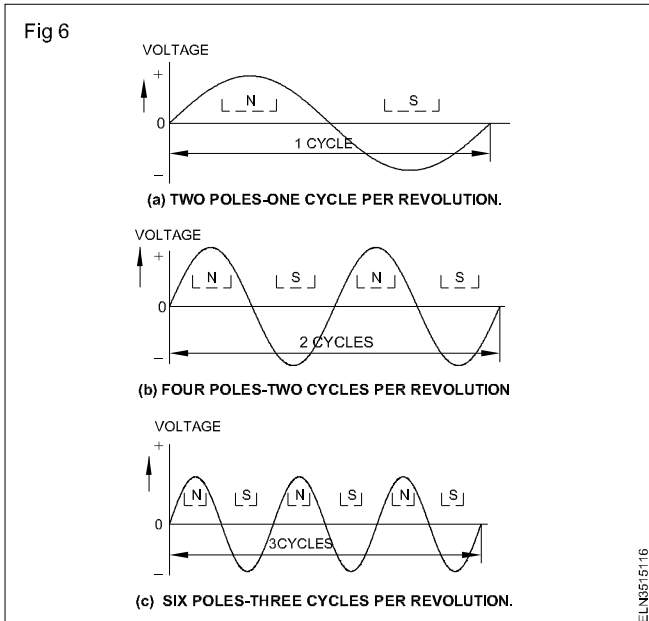 Fig 6
VOLTAGE
+
N S
0
1 CYCLE
–
(a) TWO POLES-ONE CYCLE PER REVOLUTION.
VOLTAGE
+
N S N S
0
2 CYCLES
–
(b) FOUR POLES-TWO CYCLES PER REVOLUTION
VOLTAGE
+
N S N S N S
0
3CYCLES
–
(c) SIX POLES-THREE CYCLES PER REVOLUTION.
ELN3515116